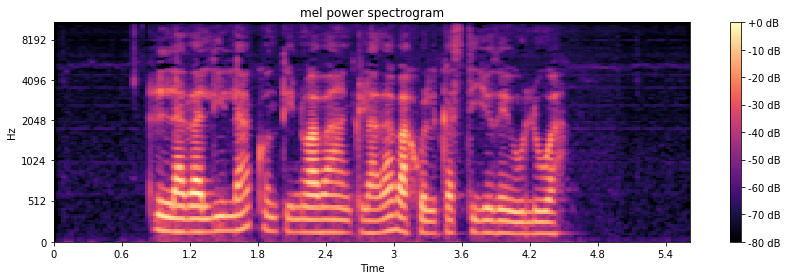 mel power spectrogram
+0 dB
8192
-10 dB
4096
-20 dB
-30 dB
2048
Hz
-40 dB
1024
-50 dB
512
-60 dB
-70 dB
0
-80 dB
0 0.6 1.2 1.8 2.4 3 3.6 4.2 4.8 5.4
Time